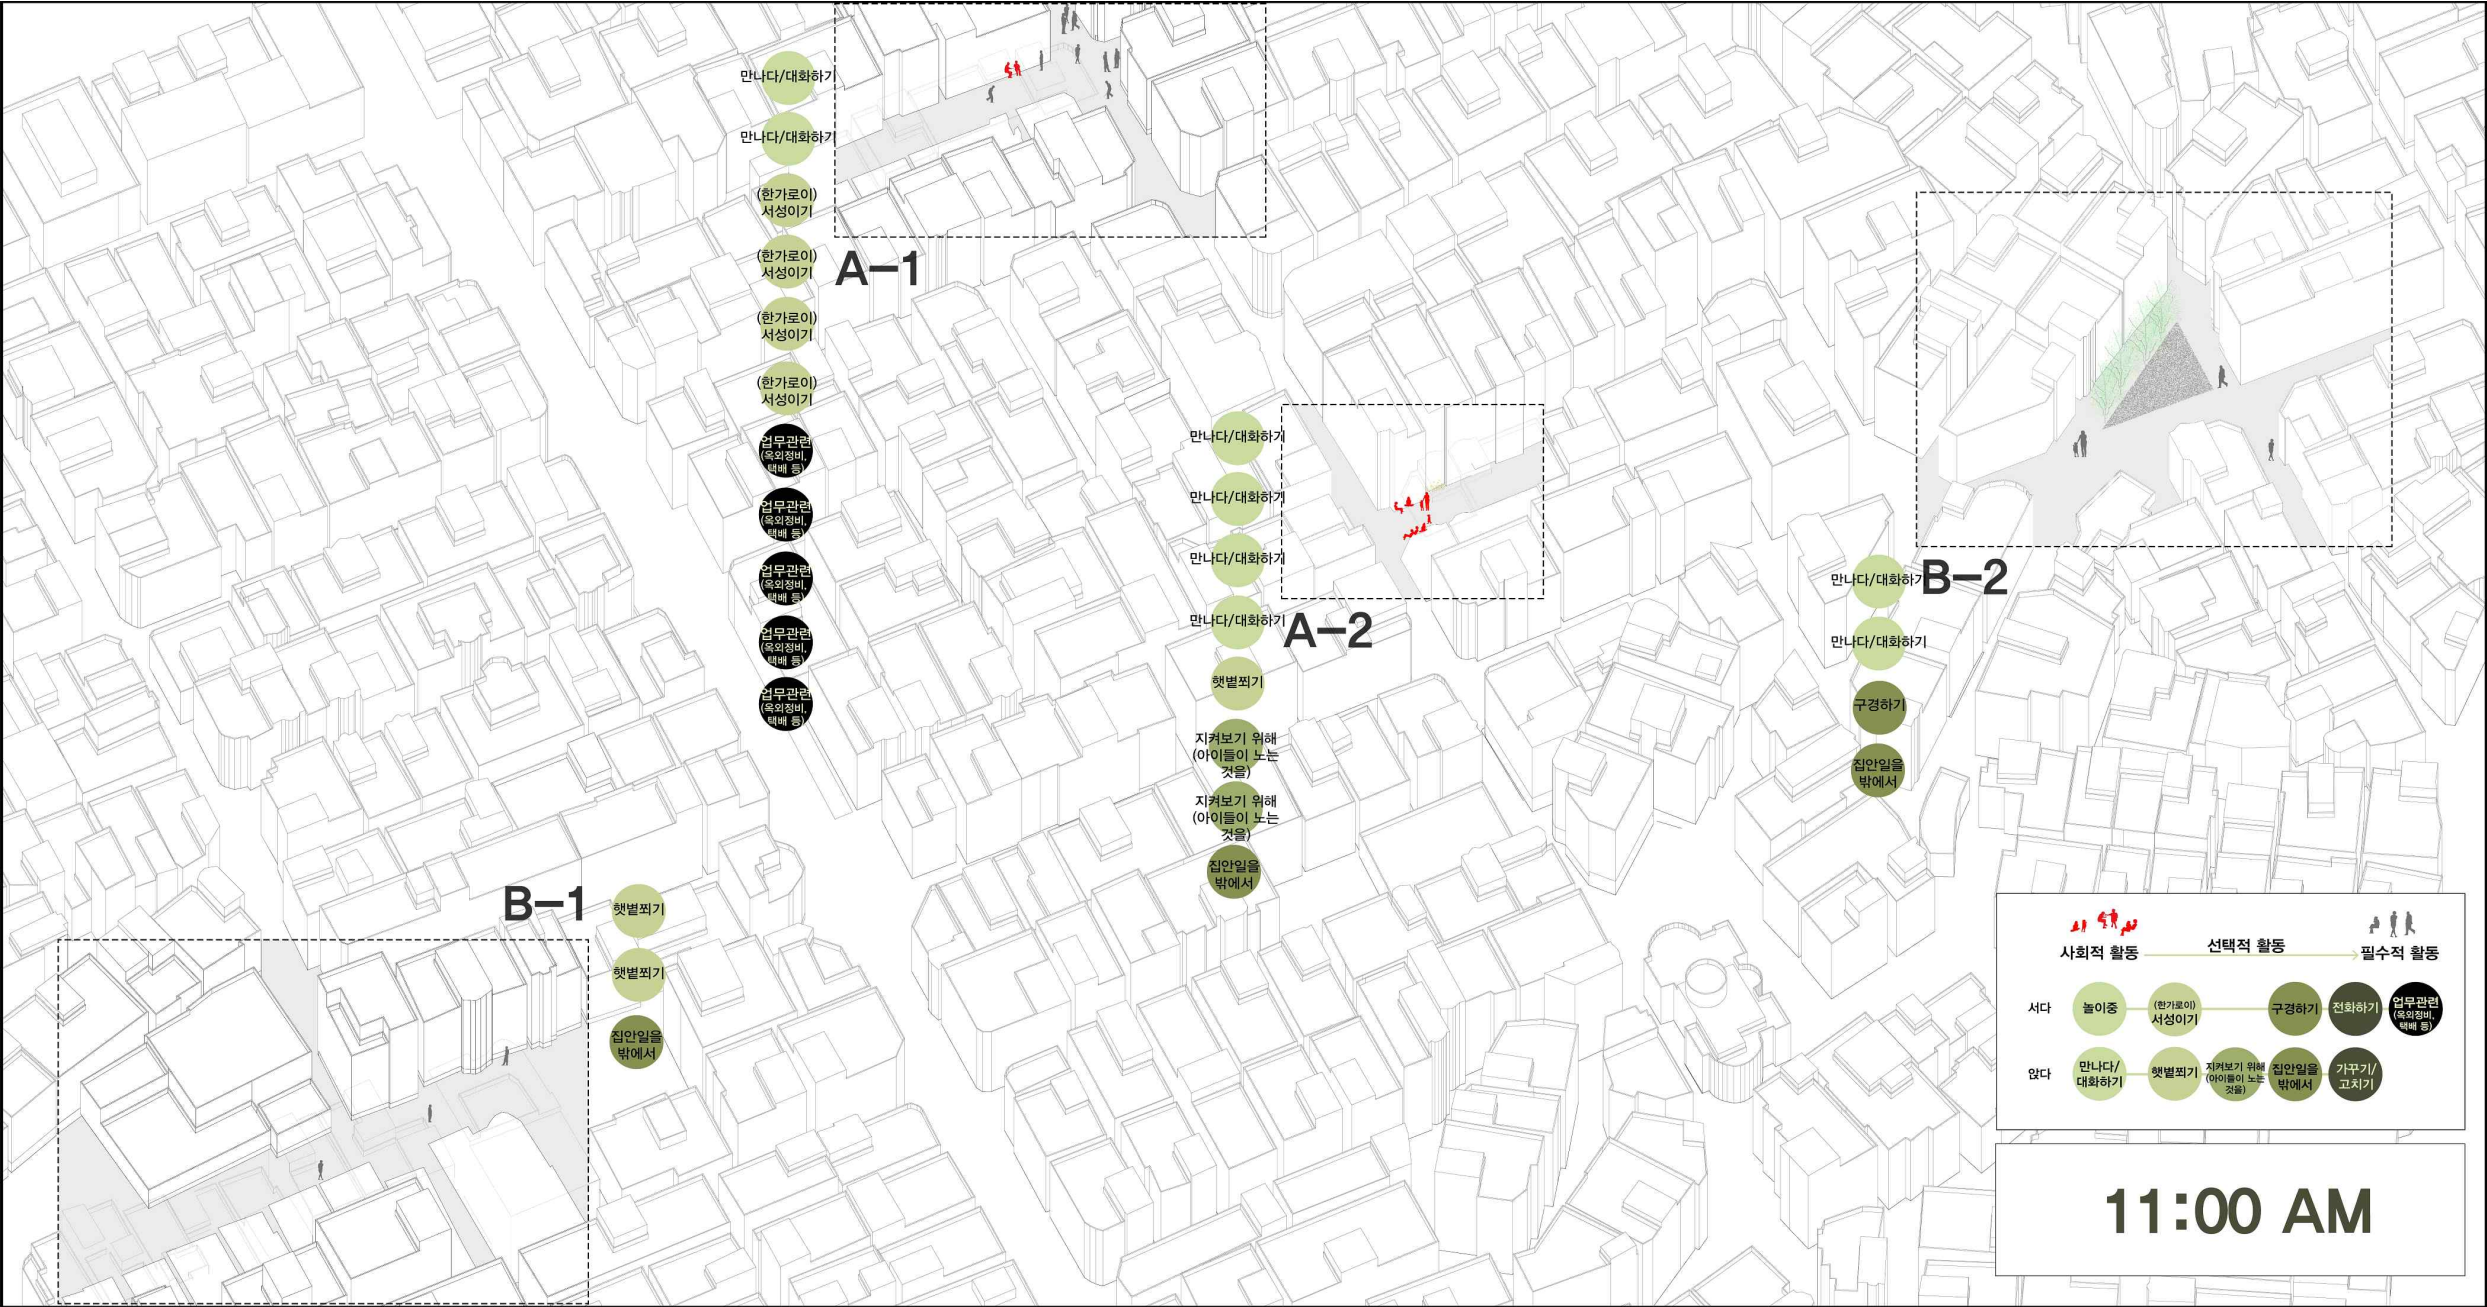 만나다/대화하기
만나다/대화하기
(한가로이)
서성이기
(한가로이)
서성이기
(한가로이)
서성이기
(한가로이)
서성이기
업무관련
(옥외정비,
택배 등)
업무관련
(옥외정비,
택배 등)
업무관련
(옥외정비,
택배 등)
업무관련
(옥외정비,
택배 등)
업무관련
(옥외정비,
택배 등)
A-1
만나다/대화하기
만나다/대화하기
만나다/대화하기
만나다/대화하기
햇볕쬐기
지켜보기 위해
(아이들이 노는
것을)
지켜보기 위해
(아이들이 노는
것을)
집안일을
밖에서
A-2
만나다/대화하기
만나다/대화하기
구경하기
집안일을
밖에서
B-2
B-1
햇볕쬐기
햇볕쬐기
집안일을
밖에서
사회적 활동
선택적 활동
필수적 활동
서다
놀이중
(한가로이)
서성이기
구경하기
전화하기
업무관련
(옥외정비,
택배 등)
앉다
만나다/
대화하기
햇볕쬐기
지켜보기 위해
(아이들이 노는
것을)
집안일을
밖에서
가꾸기/
고치기
11:00 AM